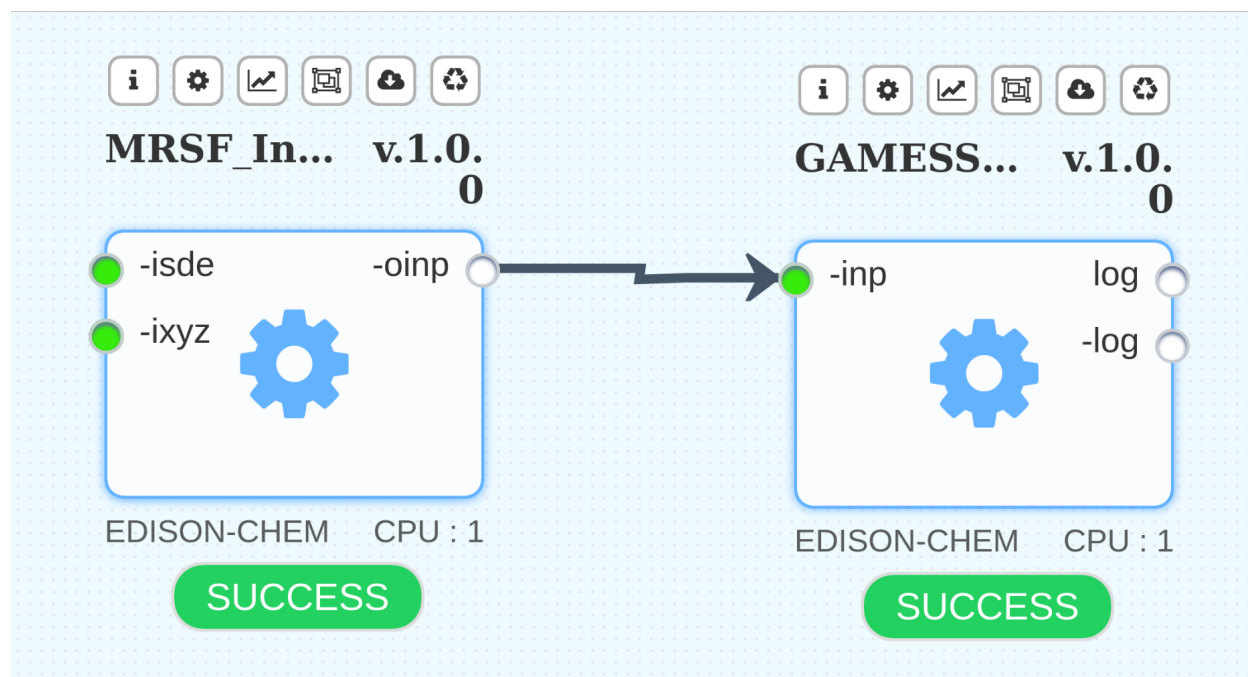 MRSF_In... v.1.0.
0
-isde -oinp
-ixyz
EDISON-CHEM CPU : 1
SUCCESS
GAMESS... v.1.0.
0
-inp log
-log
EDISON-CHEM CPU : 1
SUCCESS